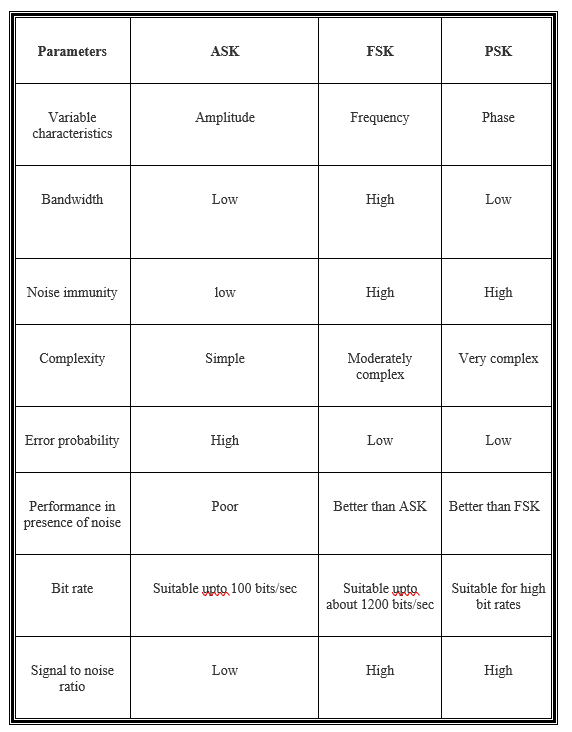 Parameters ASK FSK PSK
Variable characteristics Amplitude Frequency Phase
Bandwidth Low High Low
Noise immunity low High High
Complexity Simple Moderately complex Very complex
Error probability High Low Low
Performance in presence of noise Poor Better than ASK Better than FSK
Bit rate Suitable upto 100 bits/sec Suitable upto about 1200 bits/sec Suitable for high bit rates
Signal to noise ratio Low High High